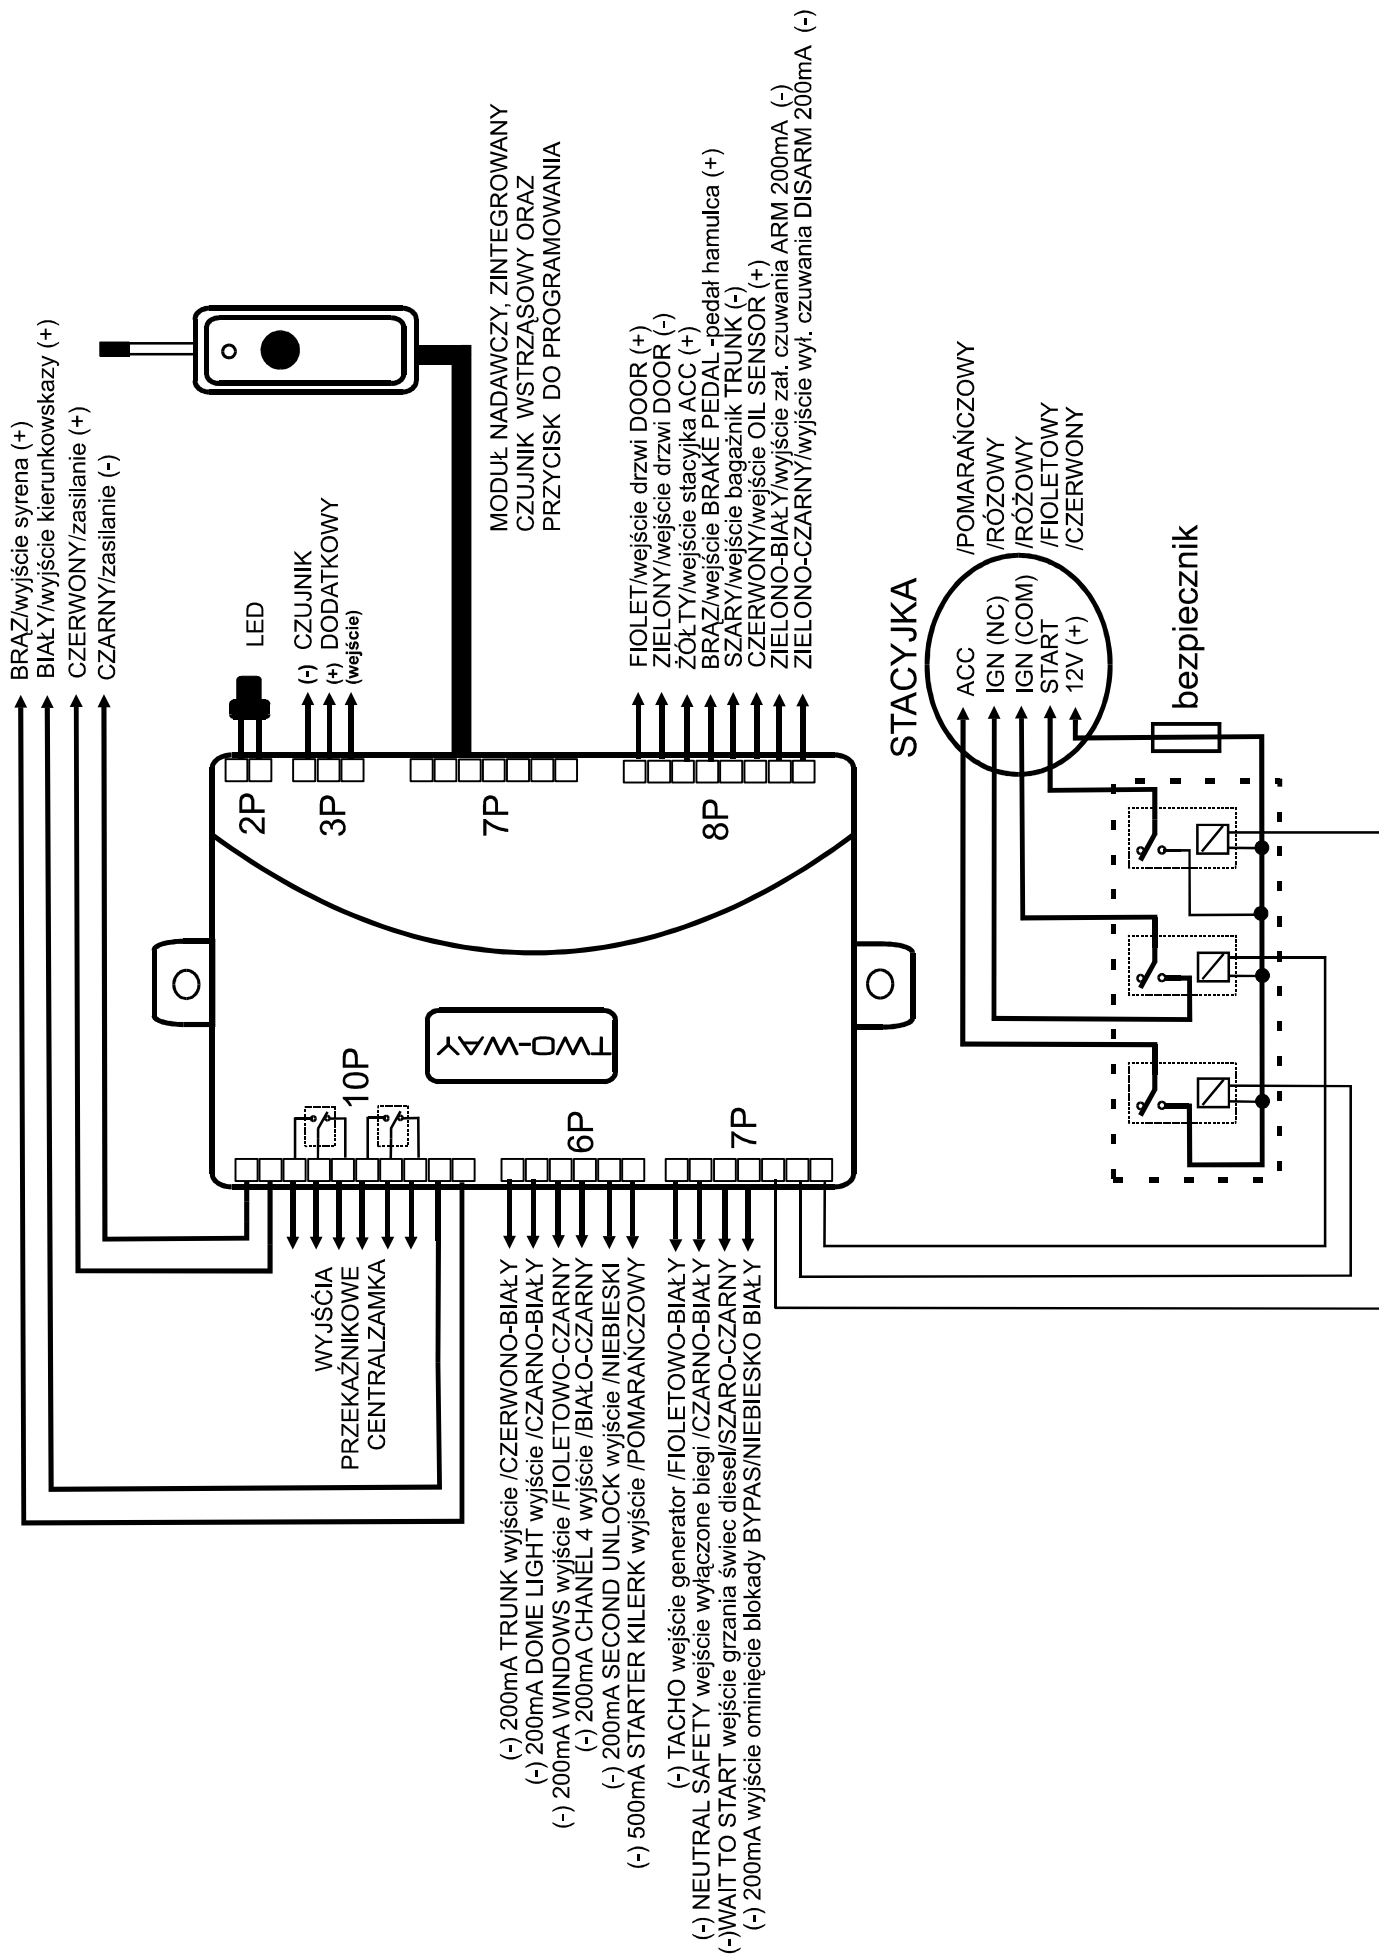 BRĄZ/wyjście syrena (+)
BIAŁY/wyjście kierunkowskazy (+)
CZERWONY/zasilanie (+)
CZARNY/zasilanie (-)
LED
(-) CZUJNIK
(+) DODATKOWY
(wejście)
MODUŁ NADAWCZY, ZINTEGROWANY
CZUJNIK WSTRZĄSOWY ORAZ
PRZYCISK DO PROGRAMOWANIA
FIOLET/wejście drzwi DOOR (+)
ZIELONY/wejście drzwi DOOR (-)
ŻÓŁTY/wejście stacyjka ACC (+)
BRĄZ/wejście BRAKE PEDAL -pedał hamulca (+)
SZARY/wejście bagażnik TRUNK (-)
CZERWONY/wejście OIL SENSOR (+)
ZIELONO-BIAŁY/wyjście zał. czuwania ARM 200mA (-)
ZIELONO-CZARNY/wyjście wył. czuwania DISARM 200mA (-)
2P
3P
7P
8P
TWO-WAY
10P
6P
7P
WYJŚĆIA
PRZEKAŹNIKOWE
CENTRALZAMKA
(-) 200mA TRUNK wyjście /CZERWONO-BIAŁY
(-) 200mA DOME LIGHT wyjście /CZARNO-BIAŁY
(-) 200mA WINDOWS wyjście /FIOLETOWO-CZARNY
(-) 200mA CHANEL 4 wyjście /BIAŁO-CZARNY
(-) 200mA SECOND UNLOCK wyjście /NIEBIESKI
(-) 500mA STARTER KILERK wyjście /POMARAŃCZOWY
(-) TACHO wejście generator /FIOLETOWO-BIAŁY
(-) NEUTRAL SAFETY wejście wyłączone biegi /CZARNO-BIAŁY
(-)WAIT TO START wejście grzania świec diesel/SZARO-CZARNY
(-) 200mA wyjście ominięcie blokady BYPAS/NIEBIESKO BIAŁY
STACYJKA
ACC /POMARAŃCZOWY
IGN (NC) /RÓZOWY
IGN (COM) /RÓŻOWY
START /FIOLETOWY
12V (+) /CZERWONY
bezpiecznik